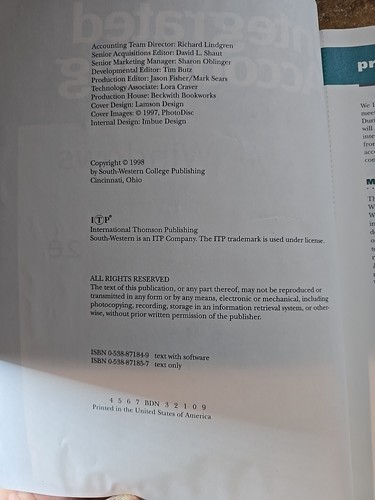 Accounting Team Director: Richard Lindgren
Senior Acquisitions Editor: David L. Shaut
Senior Marketing Manager: Sharon Oblinger
Developmental Editor: Tim Butz
Production Editor: Jason Fisher/Mark Sears
Technology Associate: Lora Craver
Production House: Beckwith Bookworks
Cover Design: Lamson Design
Cover Images: © 1997, PhotoDisc
Internal Design: Imbue Design
Copyright © 1998
by South-Western College Publishing
Cincinnati, Ohio
I(T)P®
International Thomson Publishing
South-Western is an ITP Company. The ITP trademark is used under license.
ALL RIGHTS RESERVED
The text of this publication, or any part thereof, may not be reproduced or
transmitted in any form or by any means, electronic or mechanical, including
photocopying, recording, storage in an information retrieval system, or other-
wise, without prior written permission of the publisher.
ISBN 0-538-87184-9 text with software
ISBN 0-538-87185-7 text only
4 5 6 7 BDN 3 2 1 0 9
Printed in the United States of America
pr
We